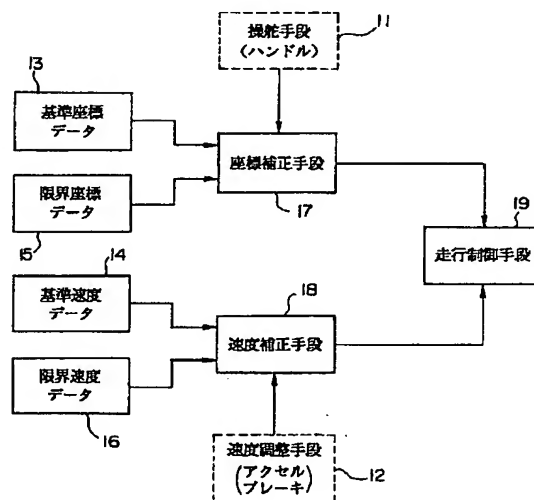 操舵手段
(ハンドル)
11
13
基準座標
データ
限界座標
データ
15
座標補正手段
17
19
走行制御手段
14
基準速度
データ
限界速度
データ
16
18
速度補正手段
速度調整手段
(アクセル
ブレーキ)
12